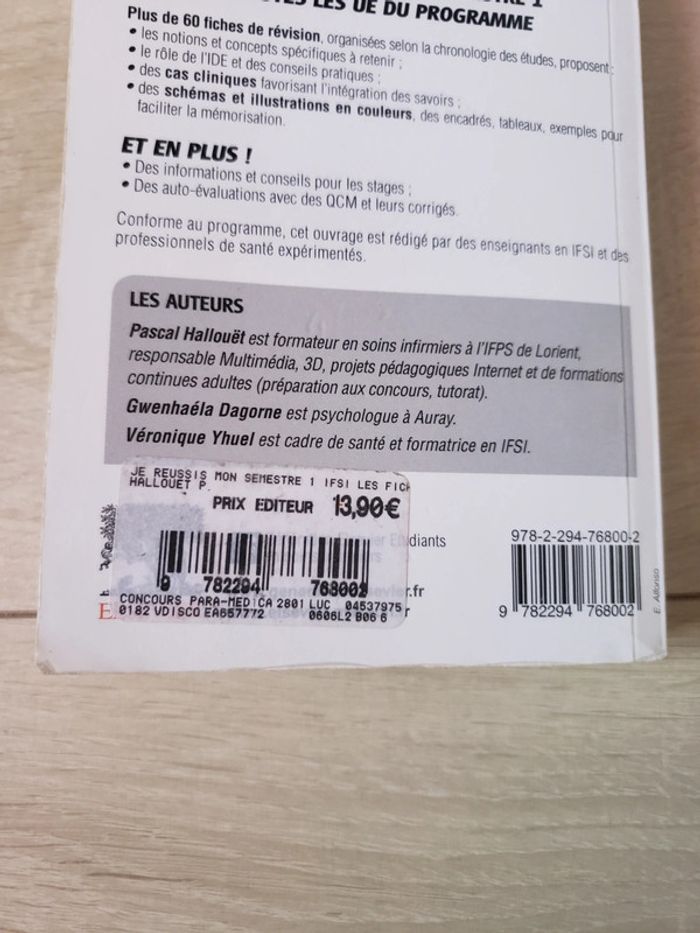 LES UE DU PROGRAMME
Plus de 60 fiches de révision, organisées selon la chronologie des études, proposent :
• les notions et concepts spécifiques à retenir ;
• le rôle de l'IDE et des conseils pratiques ;
• des cas cliniques favorisant l'intégration des savoirs ;
• des schémas et illustrations en couleurs, des encadrés, tableaux, exemples pour
faciliter la mémorisation.
ET EN PLUS !
• Des informations et conseils pour les stages ;
• Des auto-évaluations avec des QCM et leurs corrigés.
Conforme au programme, cet ouvrage est rédigé par des enseignants en IFSI et des
professionnels de santé expérimentés.
LES AUTEURS
Pascal Hallouët est formateur en soins infirmiers à l'IFPS de Lorient,
responsable Multimédia, 3D, projets pédagogiques Internet et de formations
continues adultes (préparation aux concours, tutorat).
Gwenhaéla Dagorne est psychologue à Auray.
Véronique Yhuel est cadre de santé et formatrice en IFSI.
JE REUSSIS MON SEMESTRE 1 IFSI LES FICH
HALLOUET P.
PRIX EDITEUR 13,90€
9 782294 768002
CONCOURS PARA-MEDICA 2801 LUC 04537975
0182 VDISCO EA657772 0606L2 B06 6
diants
.fr
r
E
978-2-294-76800-2
9 782294 768002
E. Alfonso